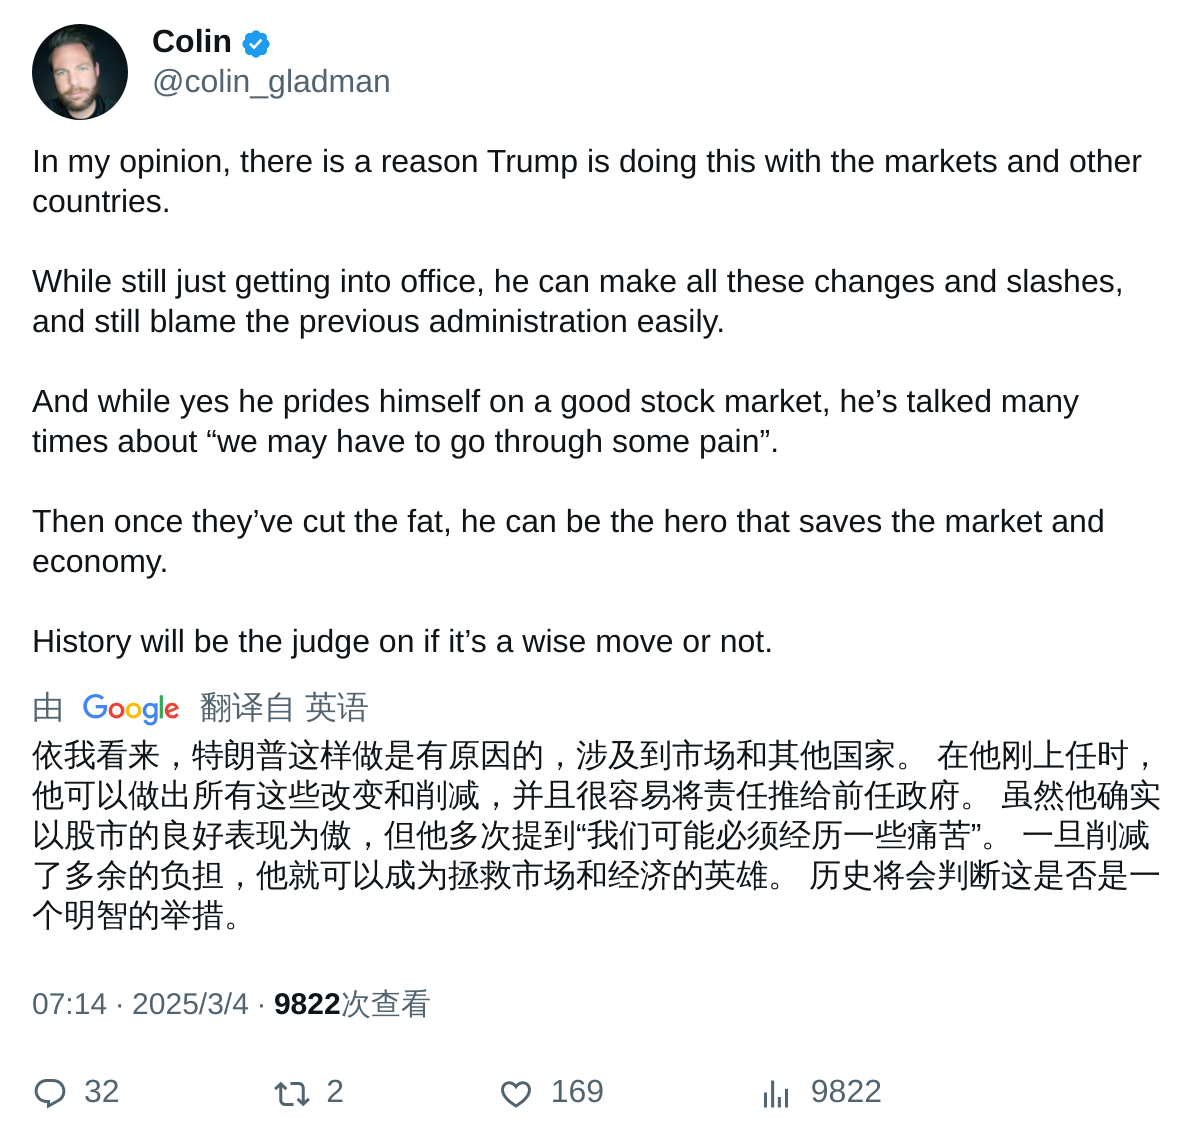 Colin
@colin_gladman
In my opinion, there is a reason Trump is doing this with the markets and other
countries.
While still just getting into office, he can make all these changes and slashes,
and still blame the previous administration easily.
And while yes he prides himself on a good stock market, he’s talked many
times about “we may have to go through some pain”.
Then once they’ve cut the fat, he can be the hero that saves the market and
economy.
History will be the judge on if it’s a wise move or not.
由 Google 翻译自 英语
依我看来，特朗普这样做是有原因的，涉及到市场和其他国家。 在他刚上任时，
他可以做出所有这些改变和削减，并且很容易将责任推给前任政府。 虽然他确实
以股市的良好表现为傲，但他多次提到“我们可能必须经历一些痛苦”。 一旦削减
了多余的负担，他就可以成为拯救市场和经济的英雄。 历史将会判断这是否是一
个明智的举措。
07:14 · 2025/3/4 · 9822次查看
32 2 169 9822